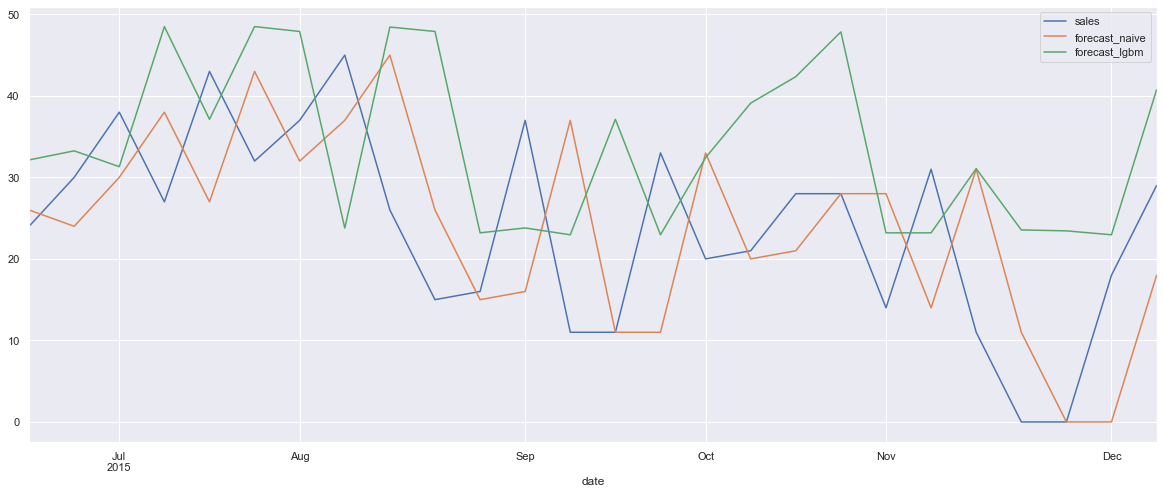 50
40
30
20
10
0
sales
forecast_naive
forecast_lgbm
Jul Aug Sep Oct Nov Dec
2015
date